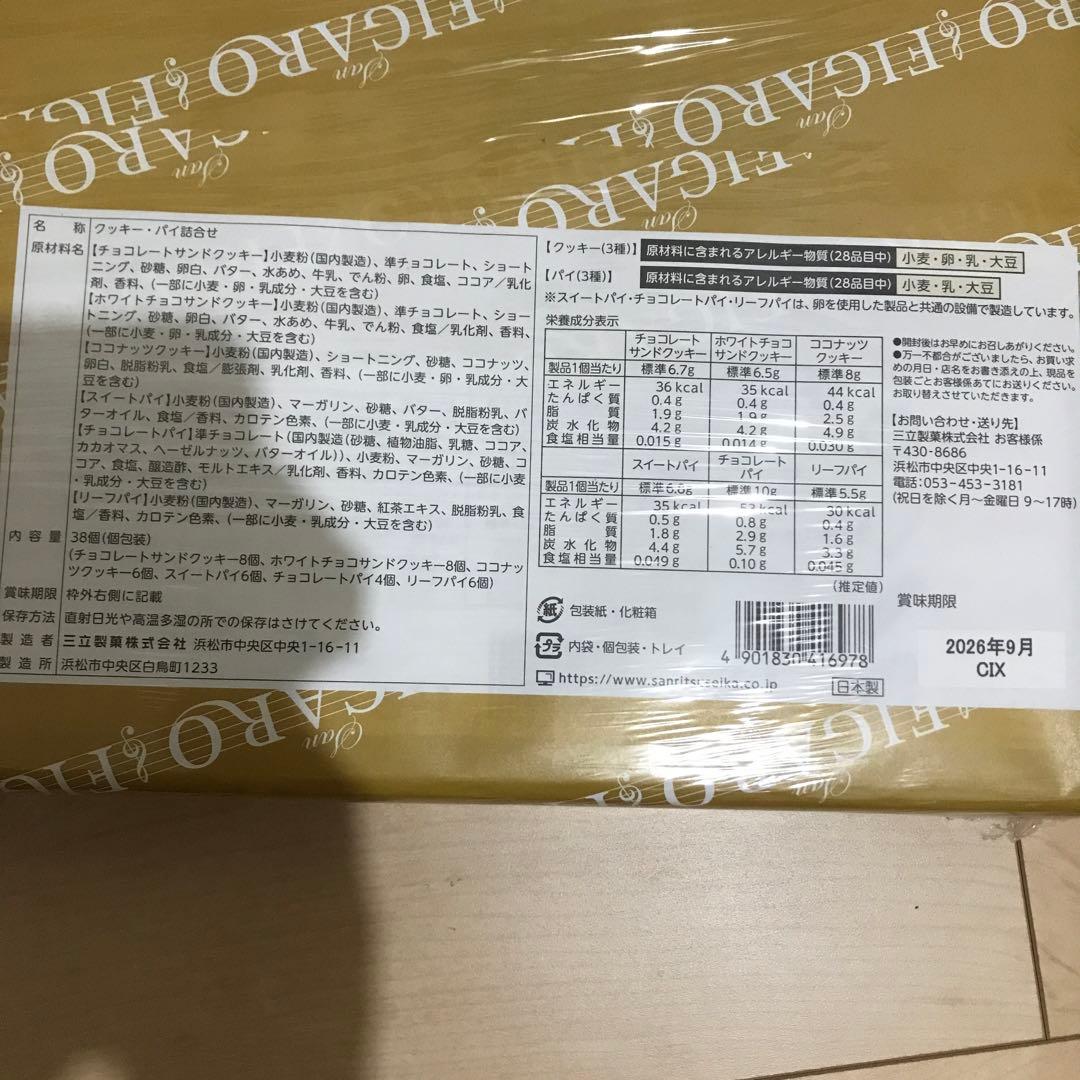 San FIGARO
名称 クッキー・パイ詰合せ
原材料名 【チョコレートサンドクッキー】小麦粉(国内製造)、準チョコレート、ショート
ニング、砂糖、卵白、バター、水あめ、牛乳、でん粉、卵、食塩、ココア/乳化
剤、香料、(一部に小麦・卵・乳成分・大豆を含む)
【ホワイトチョコサンドクッキー】小麦粉(国内製造)、準チョコレート、ショー
トニング、砂糖、卵白、バター、水あめ、牛乳、でん粉、食塩/乳化剤、香料、
(一部に小麦・卵・乳成分・大豆を含む)
【ココナッツクッキー】小麦粉(国内製造)、ショートニング、砂糖、ココナッツ、
卵白、脱脂粉乳、食塩/膨張剤、乳化剤、香料、(一部に小麦・卵・乳成分・大
豆を含む)
【スイートパイ】小麦粉(国内製造)、マーガリン、砂糖、バター、脱脂粉乳、バ
ターオイル、食塩/香料、カロテン色素、(一部に小麦・乳成分・大豆を含む)
【チョコレートパイ】準チョコレート(国内製造(砂糖、植物油脂、乳糖、ココア、
カカオマス、ヘーゼルナッツ、バターオイル))、小麦粉、マーガリン、砂糖、コ
コア、食塩、醸造酢、モルトエキス/乳化剤、香料、カロテン色素、(一部に小麦
・乳成分・大豆を含む)
【リーフパイ】小麦粉(国内製造)、マーガリン、砂糖、紅茶エキス、脱脂粉乳、食
塩/香料、カロテン色素、(一部に小麦・乳成分・大豆を含む)
内容量 38個(個包装)
(チョコレートサンドクッキー8個、ホワイトチョコサンドクッキー8個、ココナッ
ツクッキー6個、スイートパイ6個、チョコレートパイ4個、リーフパイ6個)
賞味期限 枠外右側に記載
保存方法 直射日光や高温多湿の所での保存はさけてください。
製造者 三立製菓株式会社 浜松市中央区中央1-16-11
製造所 浜松市中央区白鳥町1233
【クッキー(3種)】 原材料に含まれるアレルギー物質(28品目中) 小麦・卵・乳・大豆
【パイ(3種)】 原材料に含まれるアレルギー物質(28品目中) 小麦・乳・大豆
※スイートパイ・チョコレートパイ・リーフパイは、卵を使用した製品と共通の設備で製造しています。
栄養成分表示
チョコレートサンドクッキー ホワイトチョコサンドクッキー ココナッツクッキー
製品1個当たり 標準6.7g 標準6.5g 標準8g
エネルギー 36 kcal 35 kcal 44 kcal
たんぱく質 0.4 g 0.4 g 0.4 g
脂質 1.9 g 1.9 g 2.5 g
炭水化物 4.2 g 4.2 g 4.9 g
食塩相当量 0.015 g 0.014 g 0.030 g
スイートパイ チョコレートパイ リーフパイ
製品1個当たり 標準6.8g 標準10g 標準5.5g
エネルギー 35 kcal 53 kcal 30 kcal
たんぱく質 0.5 g 0.8 g 0.4 g
脂質 1.8 g 2.9 g 1.6 g
炭水化物 4.4 g 5.7 g 3.3 g
食塩相当量 0.049 g 0.10 g 0.045 g
(推定値)
●開封後はお早めにお召しあがりください。
●万一不都合がございましたら、お買い求
めの月日・店名をお書き添えの上、現品を
包装ごとお客様係あてにお送りください。
お取り替えさせていただきます。
【お問い合わせ・送り先】
三立製菓株式会社 お客様係
〒430-8686
浜松市中央区中央1-16-11
電話:053-453-3181
(祝日を除く月〜金曜日 9〜17時)
紙 包装紙・化粧箱
プラ 内袋・個包装・トレイ
https://www.sanritsuseika.co.jp
4 901830 416978
日本製
賞味期限
2026年9月
CIX